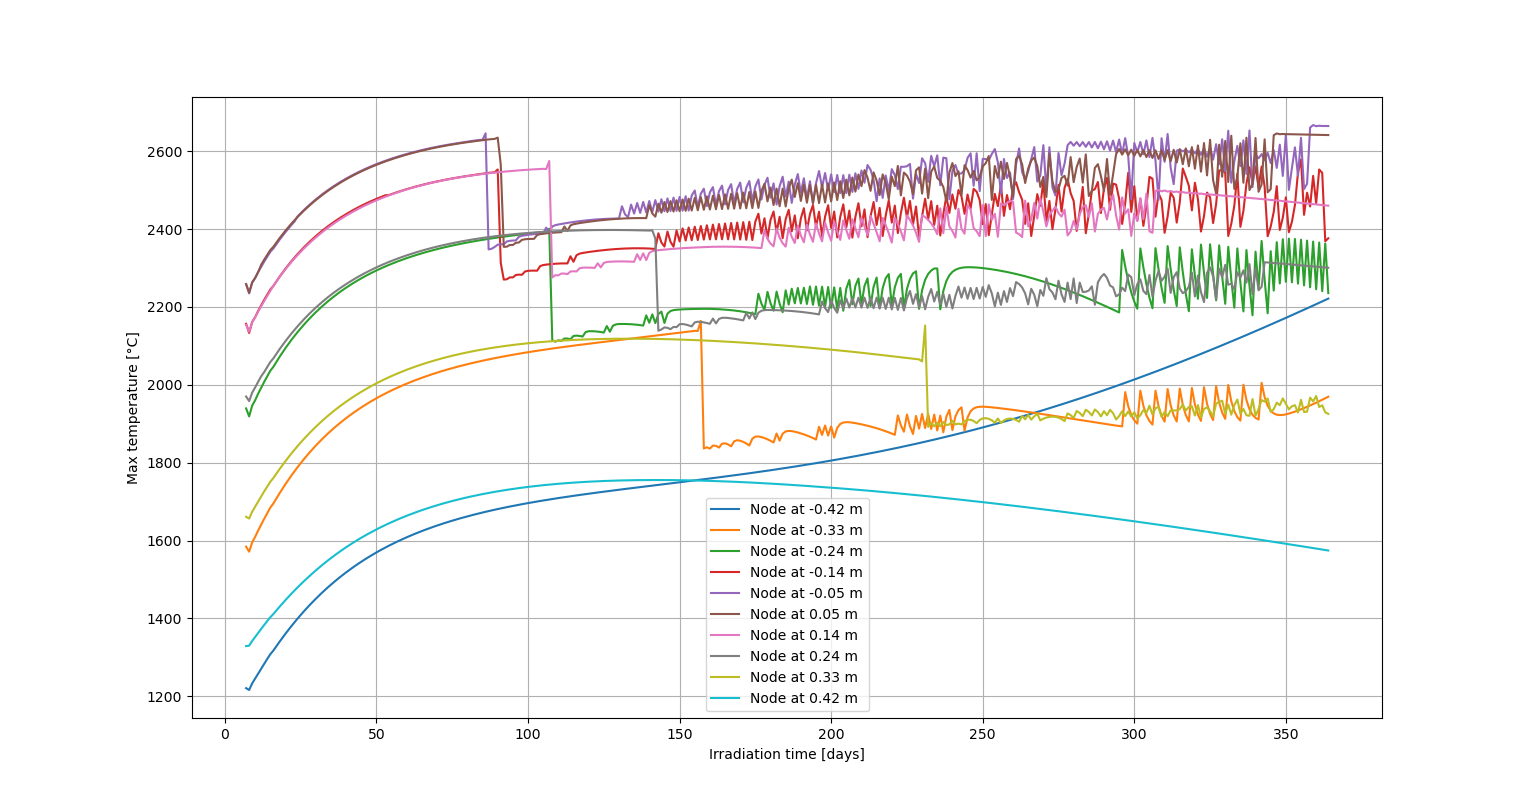 2600
2400
2200
2000
1800
1600
1400
1200
Max temperature [°C]
Node at -0.42 m
Node at -0.33 m
Node at -0.24 m
Node at -0.14 m
Node at -0.05 m
Node at 0.05 m
Node at 0.14 m
Node at 0.24 m
Node at 0.33 m
Node at 0.42 m
0 50 100 150 200 250 300 350
Irradiation time [days]